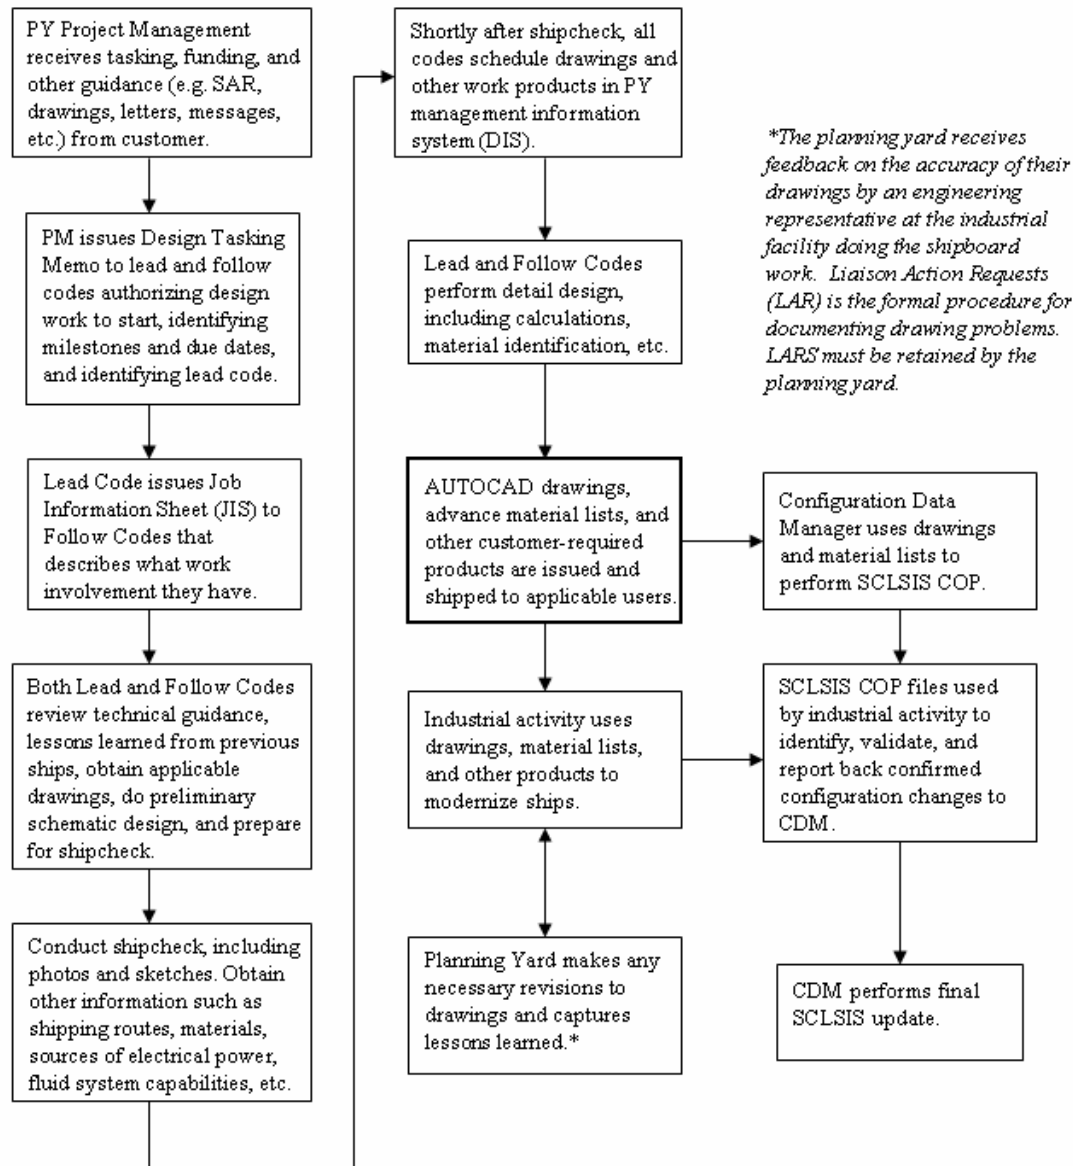 PY Project Management
receives tasking, funding, and
other guidance (e.g. SAR,
drawings, letters, messages,
etc.) from customer.
PM issues Design Tasking
Memo to lead and follow
codes authorizing design
work to start, identifying
milestones and due dates,
and identifying lead code.
Lead Code issues Job
Information Sheet (JIS) to
Follow Codes that
describes what work
involvement they have.
Both Lead and Follow Codes
review technical guidance,
lessons learned from previous
ships, obtain applicable
drawings, do preliminary
schematic design, and prepare
for shipcheck.
Conduct shipcheck, including
photos and sketches. Obtain
other information such as
shipping routes, materials,
sources of electrical power,
fluid system capabilities, etc.
Shortly after shipcheck, all
codes schedule drawings and
other work products in PY
management information
system (DIS).
Lead and Follow Codes
perform detail design,
including calculations,
material identification, etc.
AUTOCAD drawings,
advance material lists, and
other customer-required
products are issued and
shipped to applicable users.
Industrial activity uses
drawings, material lists,
and other products to
modernize ships.
Planning Yard makes any
necessary revisions to
drawings and captures
lessons learned.*
*The planning yard receives
feedback on the accuracy of their
drawings by an engineering
representative at the industrial
facility doing the shipboard
work. Liaison Action Requests
(LAR) is the formal procedure for
documenting drawing problems.
LARS must be retained by the
planning yard.
Configuration Data
Manager uses drawings
and material lists to
perform SCLSIS COP.
SCLSIS COP files used
by industrial activity to
identify, validate, and
report back confirmed
configuration changes to
CDM.
CDM performs final
SCLSIS update.